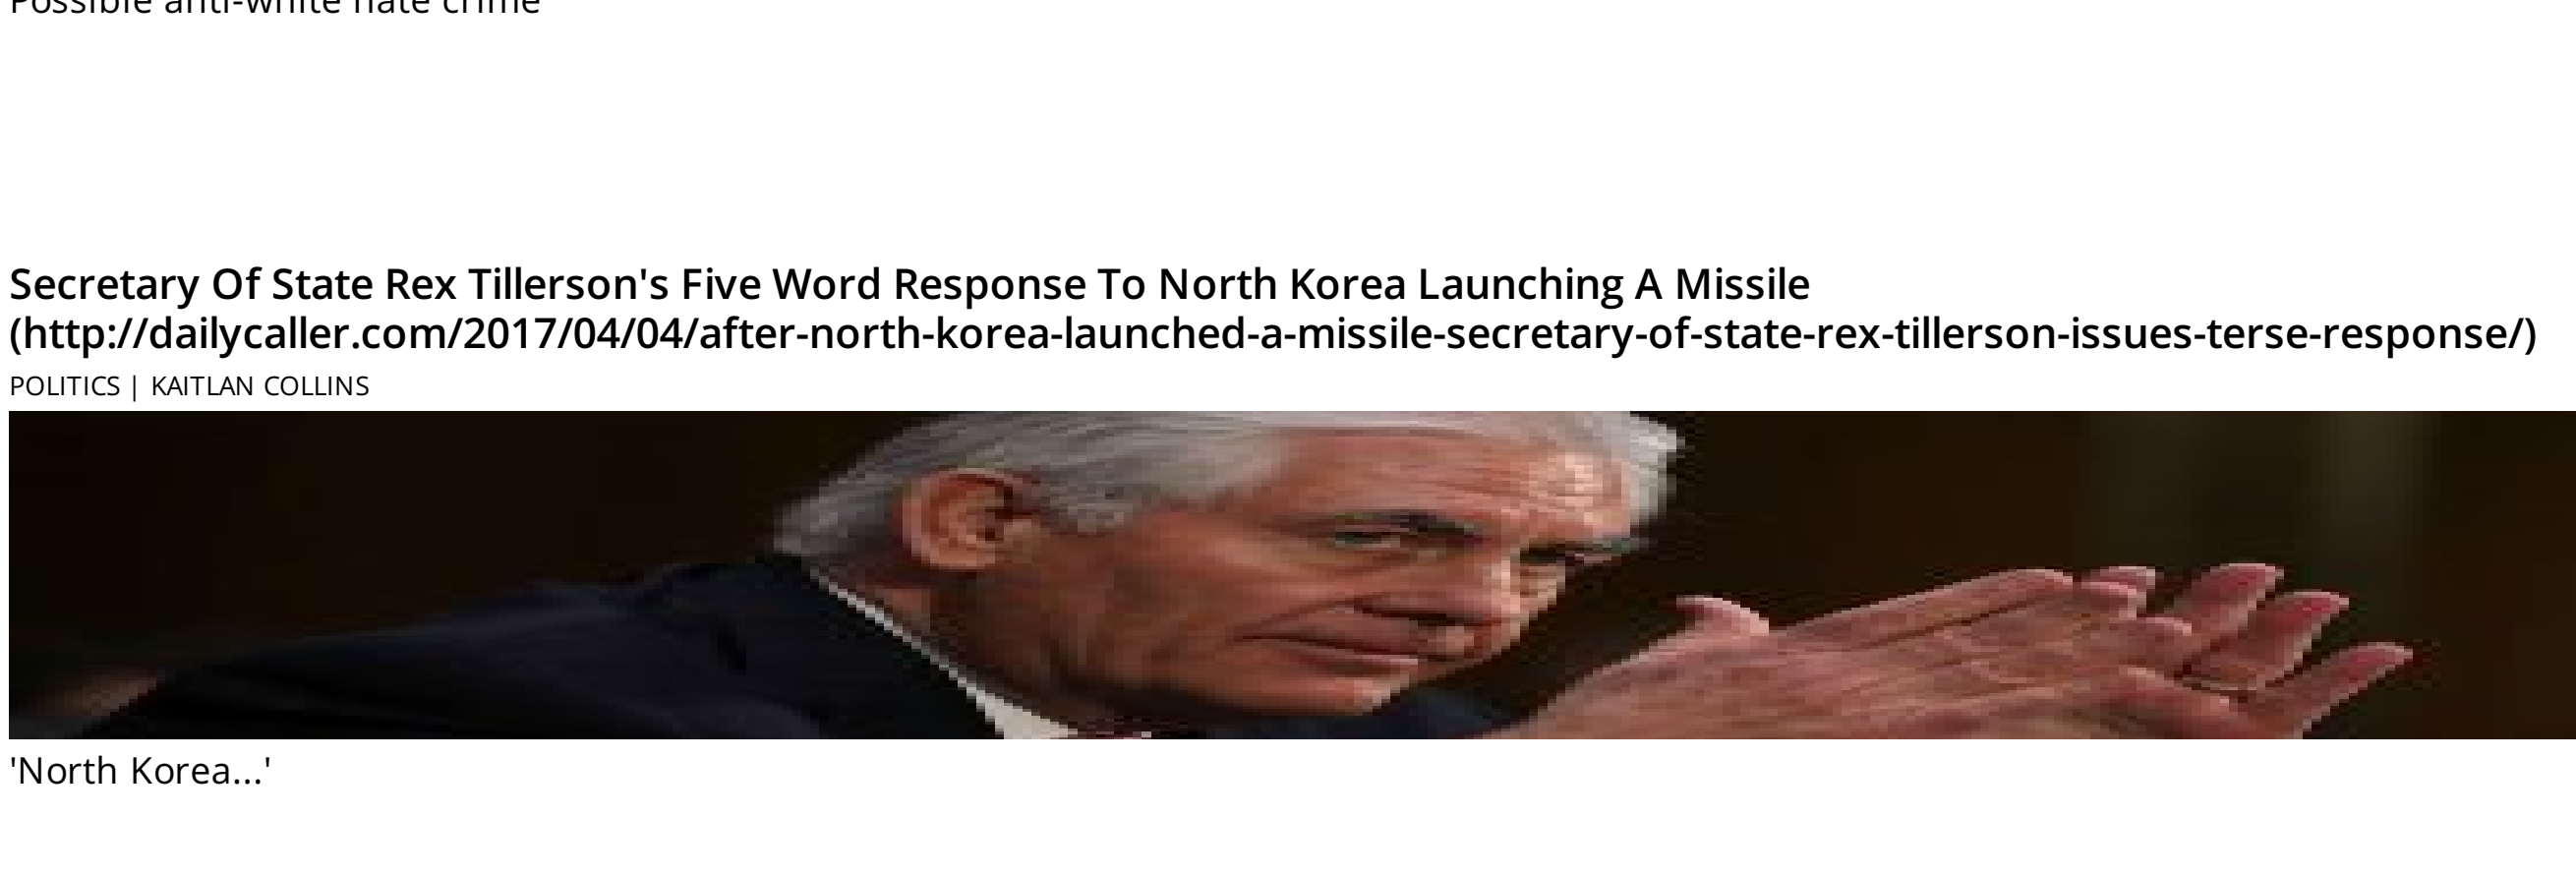 Possible anti-white hate crime
Secretary Of State Rex Tillerson's Five Word Response To North Korea Launching A Missile
(http://dailycaller.com/2017/04/04/after-north-korea-launched-a-missile-secretary-of-state-rex-tillerson-issues-terse-response/)
POLITICS | KAITLAN COLLINS
'North Korea...'